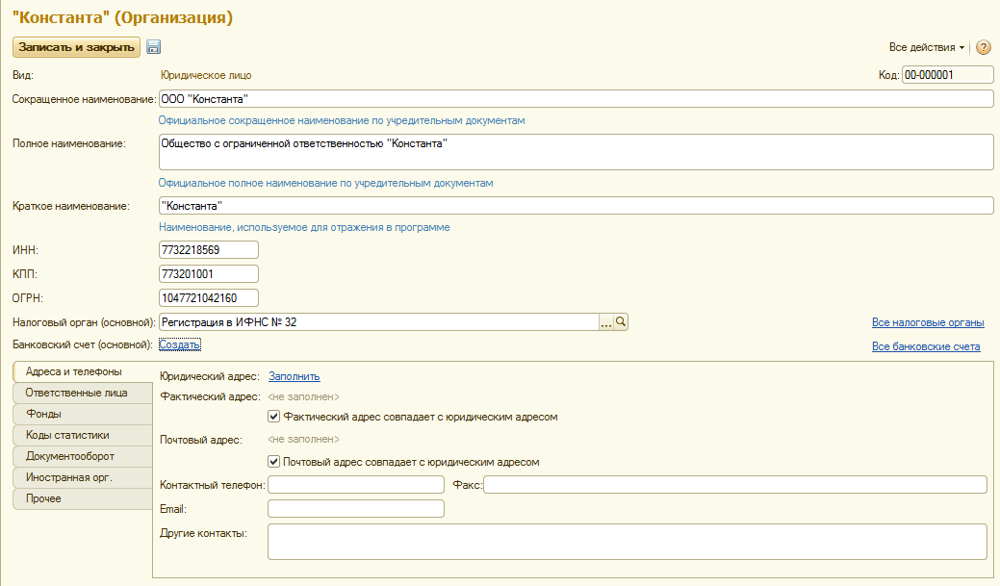 "Константа" (Организация)
Записать и закрыть
Все действия
?
Вид: Юридическое лицо Код: 00-000001
Сокращенное наименование: ООО "Константа"
Официальное сокращенное наименование по учредительным документам
Полное наименование: Общество с ограниченной ответственностью "Константа"
Официальное полное наименование по учредительным документам
Краткое наименование: "Константа"
Наименование, используемое для отражения в программе
ИНН: 7732218569
КПП: 773201001
ОГРН: 1047721042160
Налоговый орган (основной): Регистрация в ИФНС № 32 ... Все налоговые органы
Банковский счет (основной): Создать Все банковские счета
Адреса и телефоны
Ответственные лица
Фонды
Коды статистики
Документооборот
Иностранная орг.
Прочее
Юридический адрес: Заполнить
Фактический адрес: <не заполнен>
Фактический адрес совпадает с юридическим адресом
Почтовый адрес: <не заполнен>
Почтовый адрес совпадает с юридическим адресом
Контактный телефон: Факс:
Email:
Другие контакты: